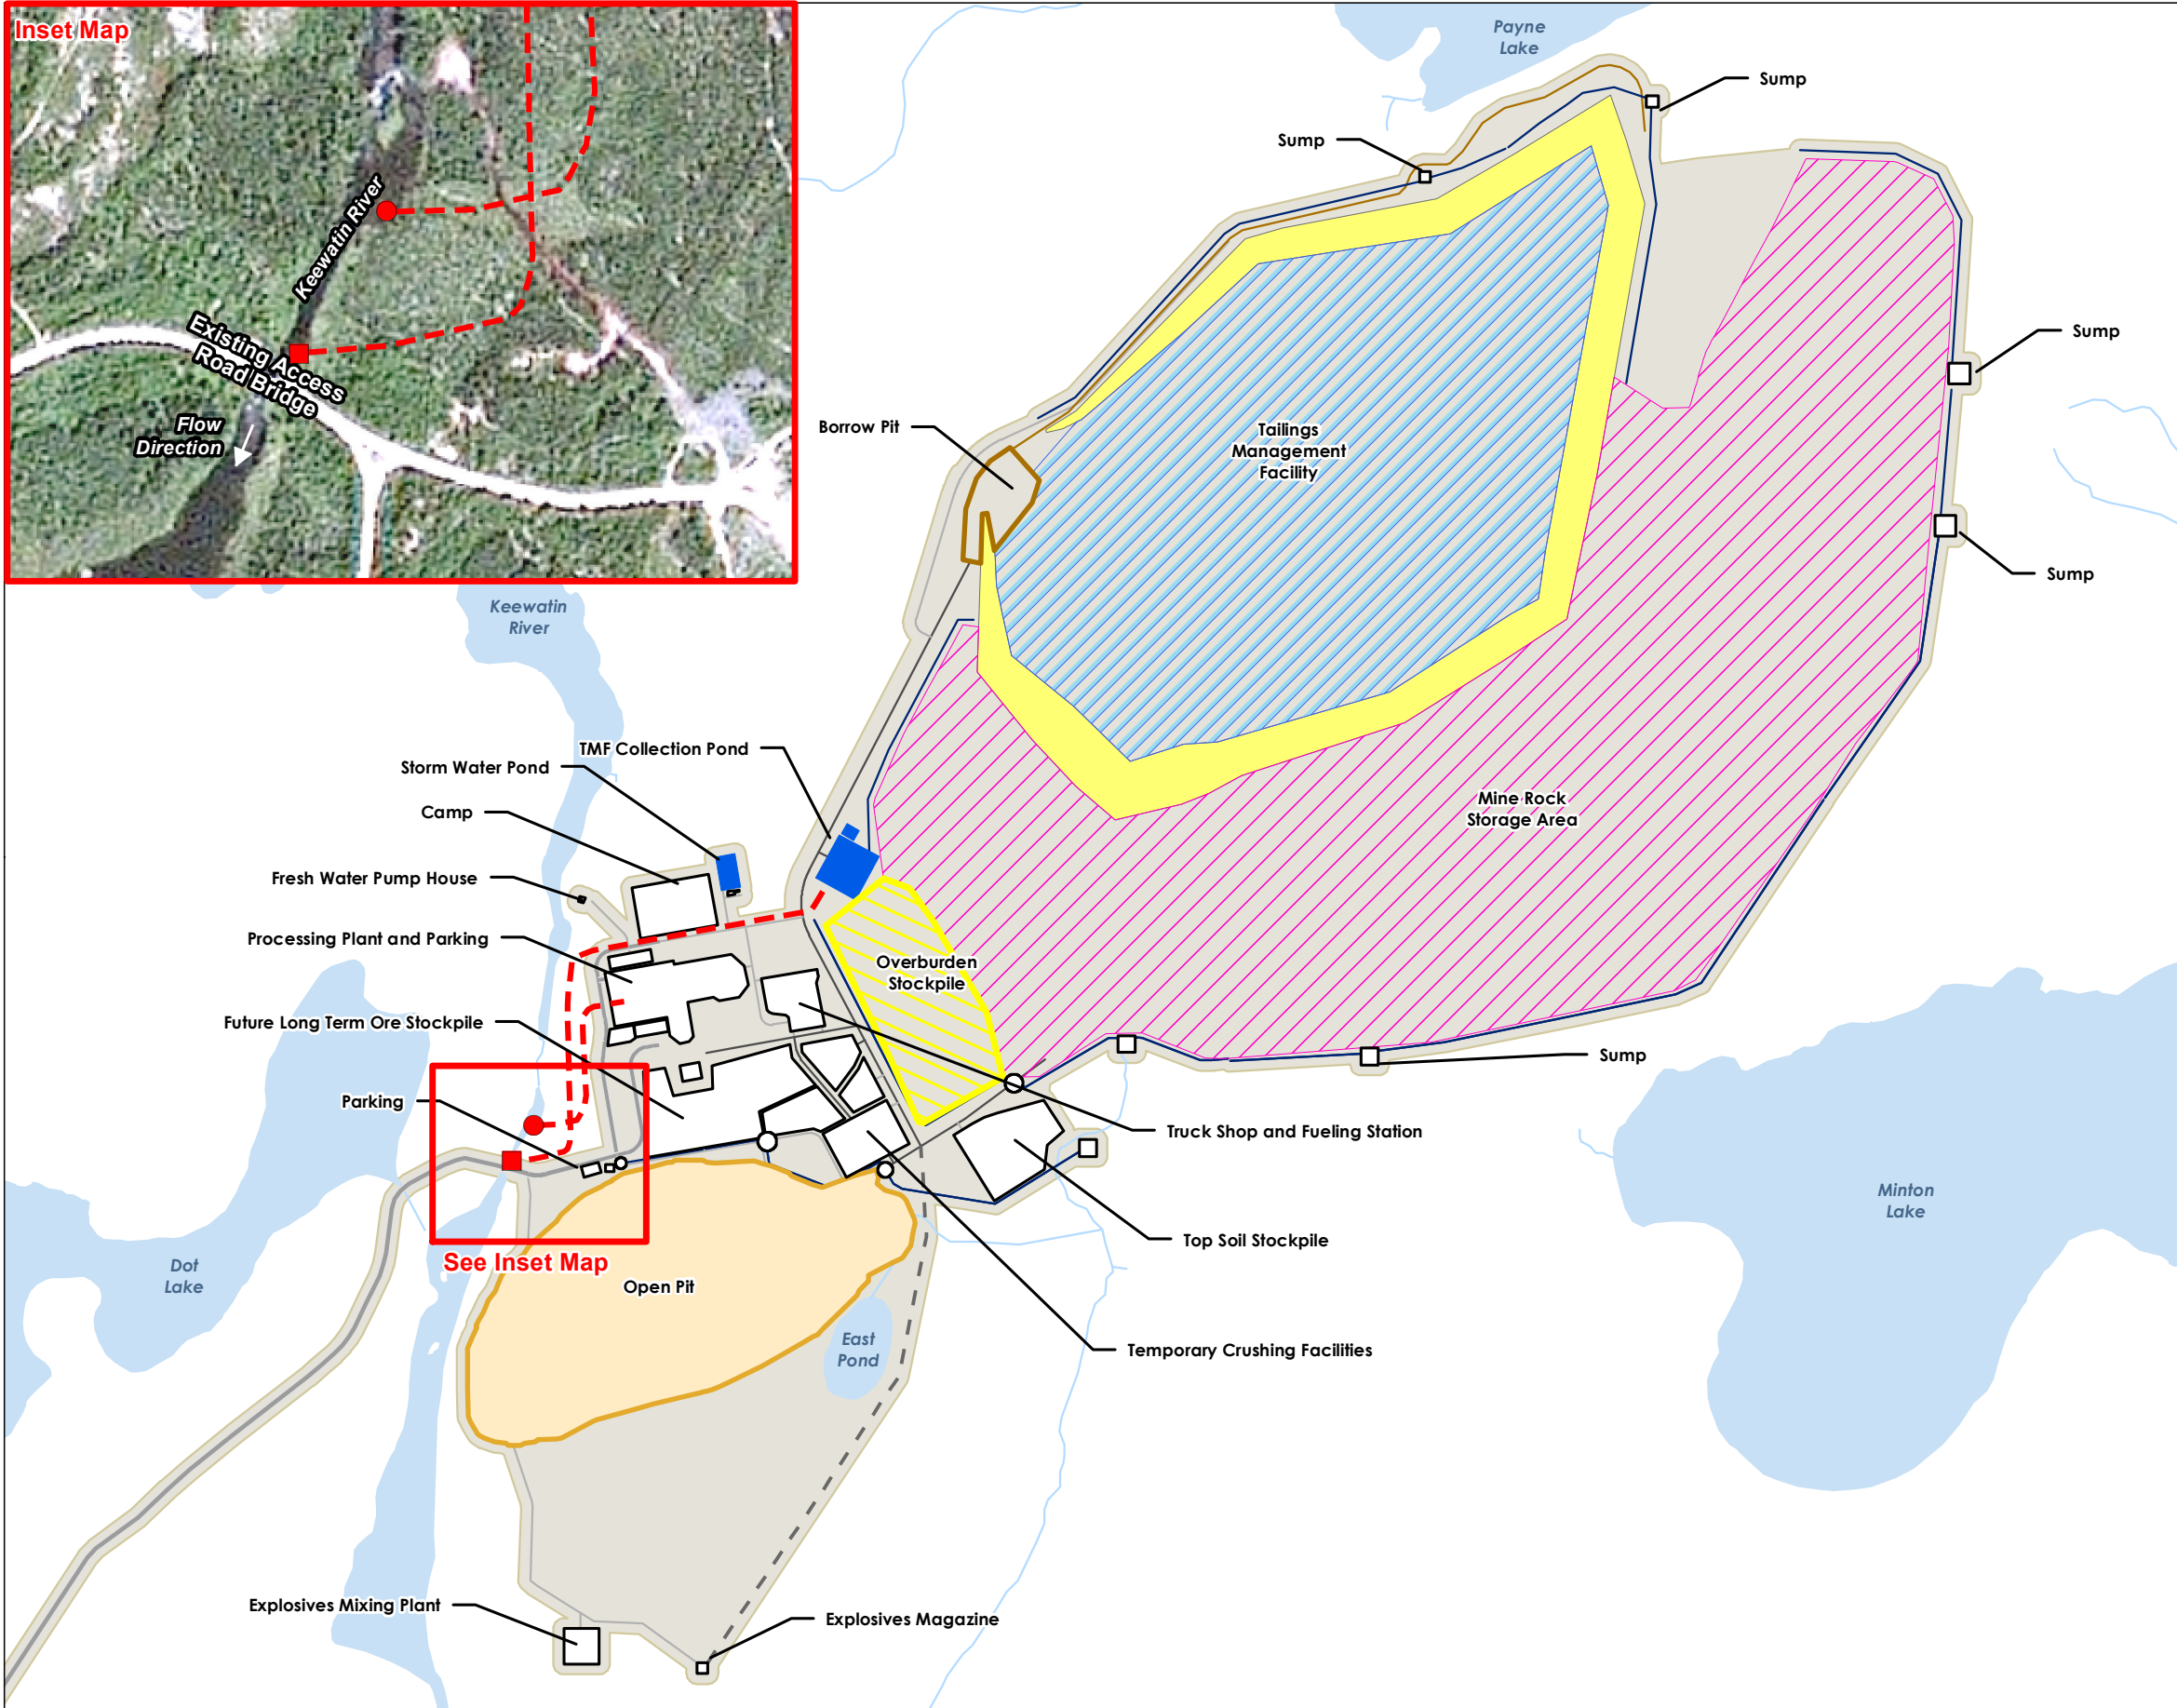 Inset Map
Keewatin River
Existing Access
Road Bridge
Flow
Direction
Payne
Lake
Sump
Sump
Sump
Sump
Borrow Pit
Tailings
Management
Facility
Keewatin
River
TMF Collection Pond
Storm Water Pond
Camp
Mine Rock
Storage Area
Fresh Water Pump House
Processing Plant and Parking
Overburden
Stockpile
Future Long Term Ore Stockpile
Sump
Parking
Truck Shop and Fueling Station
Minton
Lake
Top Soil Stockpile
See Inset Map
Dot
Lake
Open Pit
East
Pond
Temporary Crushing Facilities
Explosives Mixing Plant
Explosives Magazine